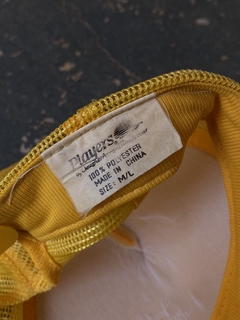 Players
100% POLYESTER
MADE IN CHINA
SIZE: M/L